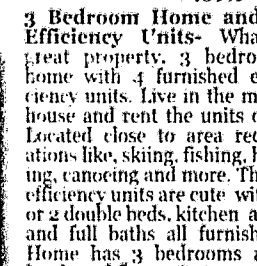 3 Bedroom Home and
Efficiency Units- Wha
great property. 3 bedro
home with 4 furnished e
ciency units. Live in the m
house and rent the units o
Located close to area rec
ations like, skiing, fishing, h
ing, canoeing and more. Th
efficiency units are cute wi
or 2 double beds, kitchen a
and full baths all furnish
Home has 3 bedrooms a